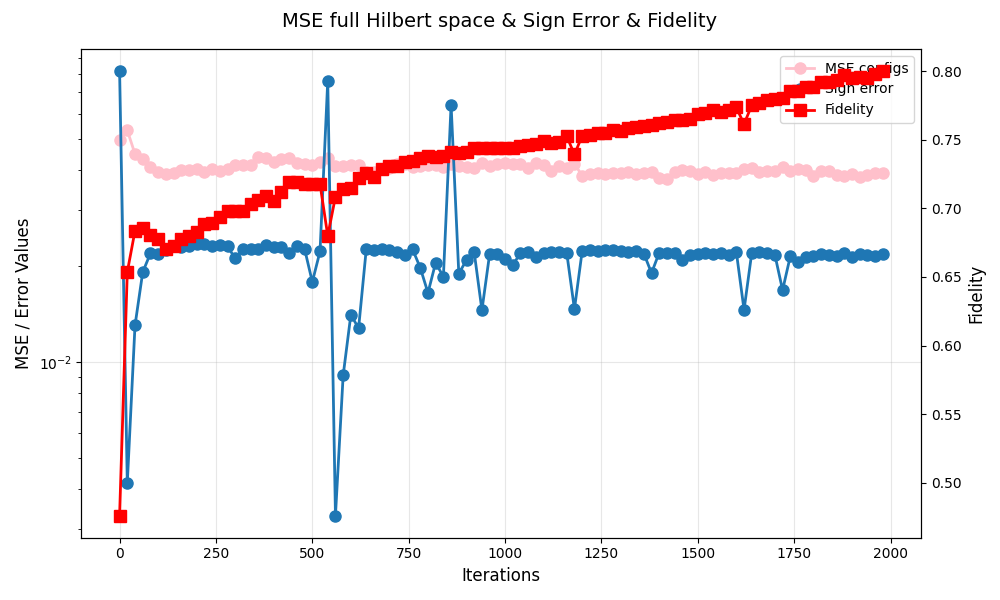 MSE full Hilbert space & Sign Error & Fidelity
MSE configs
Sign error
Fidelity
MSE / Error Values
10⁻²
0.80
0.75
0.70
0.65
0.60
0.55
0.50
Fidelity
0
250
500
750
1000
1250
1500
1750
2000
Iterations